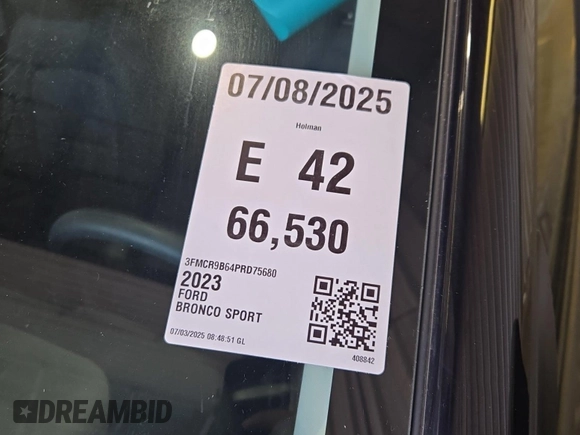 07/08/2025
Holman
E 42
66,530
3FMCR9B64PRD75680
2023
FORD
BRONCO SPORT
07/03/2025 08:48:51 GL
408842
DREAMBID